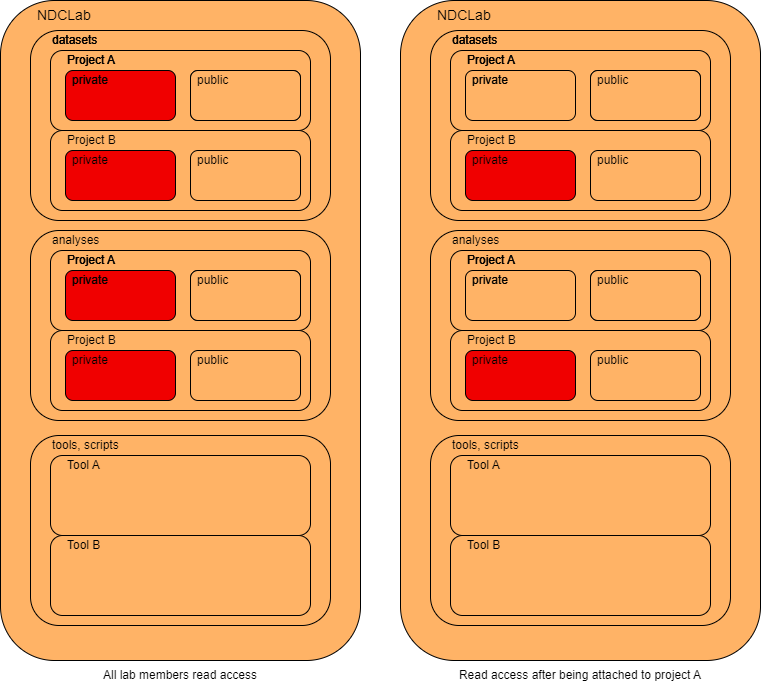 NDCLab
datasets
Project A
private
public
Project B
private
public
analyses
Project A
private
public
Project B
private
public
tools, scripts
Tool A
Tool B
All lab members read access
NDCLab
datasets
Project A
private
public
Project B
private
public
analyses
Project A
private
public
Project B
private
public
tools, scripts
Tool A
Tool B
Read access after being attached to project A